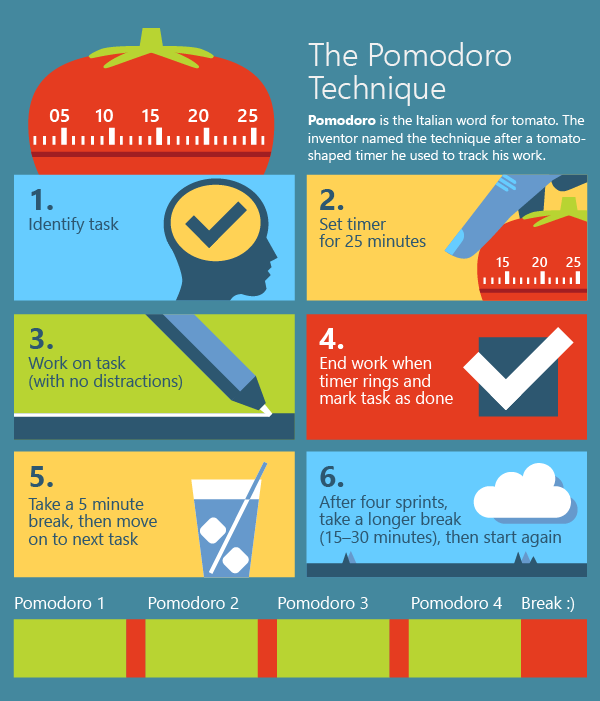 The Pomodoro
Technique
Pomodoro is the Italian word for tomato. The
inventor named the technique after a tomato-
shaped timer he used to track his work.
05 10 15 20 25
1.
Identify task
2.
Set timer
for 25 minutes
15 20 25
3.
Work on task
(with no distractions)
4.
End work when
timer rings and
mark task as done
5.
Take a 5 minute
break, then move
on to next task
6.
After four sprints,
take a longer break
(15–30 minutes), then start again
Pomodoro 1 Pomodoro 2 Pomodoro 3 Pomodoro 4 Break :)